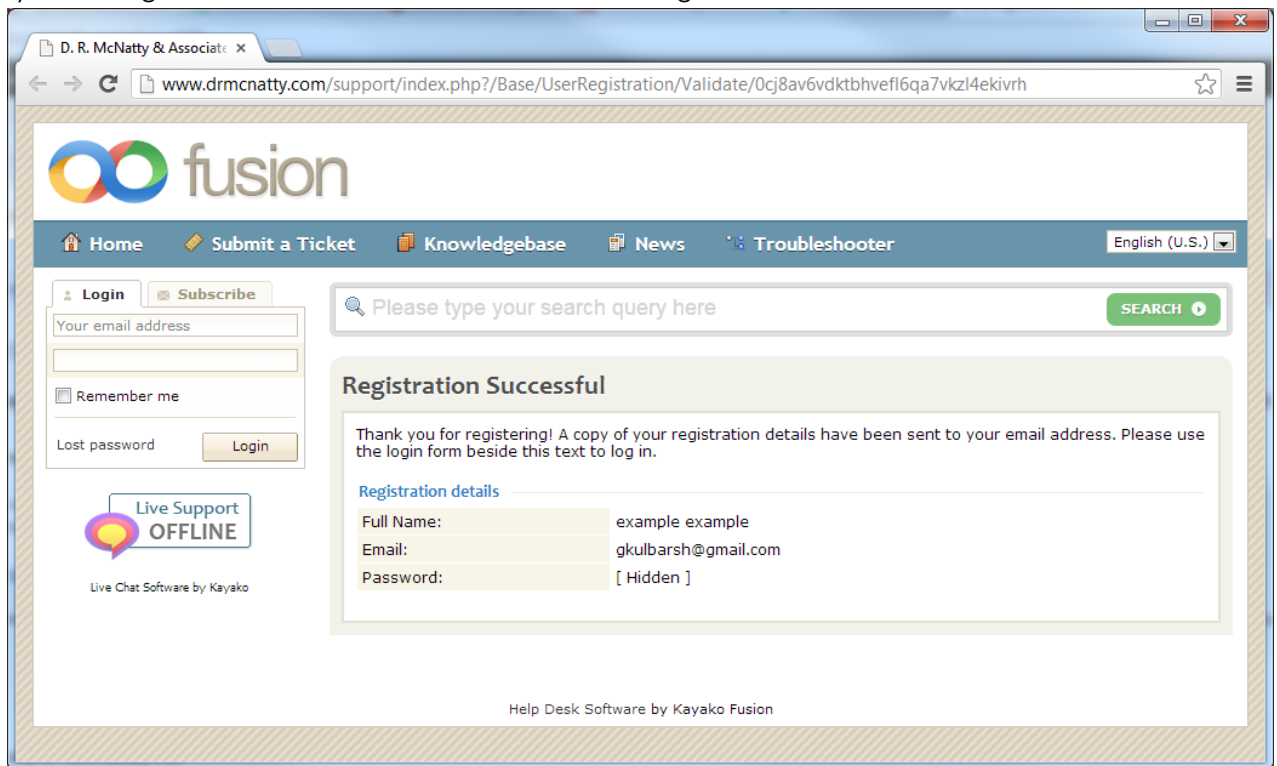 D. R. McNatty & Associate
www.drmcnatty.com/support/index.php?/Base/UserRegistration/Validate/0cj8av6vdktbhvefl6qa7vkzl4ekivrh
fusion
Home Submit a Ticket Knowledgebase News Troubleshooter English (U.S.)
Login Subscribe
Your email address
Remember me
Lost password Login
Live Support
OFFLINE
Live Chat Software by Kayako
Please type your search query here SEARCH
Registration Successful
Thank you for registering! A copy of your registration details have been sent to your email address. Please use
the login form beside this text to log in.
Registration details
Full Name: example example
Email: gkulbarsh@gmail.com
Password: [ Hidden ]
Help Desk Software by Kayako Fusion